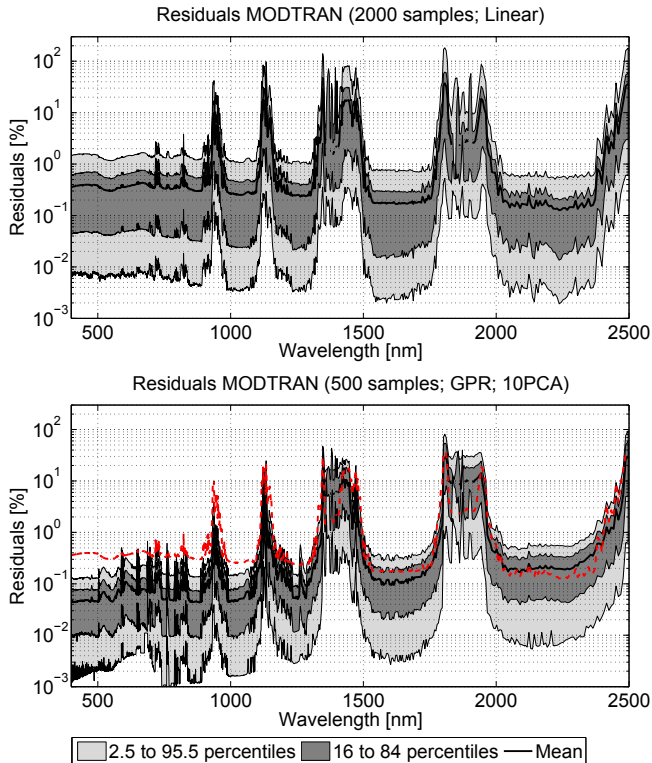 Residuals MODTRAN (2000 samples; Linear)
10^2
10^1
10^0
10^-1
10^-2
10^-3
Residuals [%]
500 1000 1500 2000 2500
Wavelength [nm]
Residuals MODTRAN (500 samples; GPR; 10PCA)
10^2
10^1
10^0
10^-1
10^-2
10^-3
Residuals [%]
500 1000 1500 2000 2500
Wavelength [nm]
2.5 to 95.5 percentiles 16 to 84 percentiles Mean